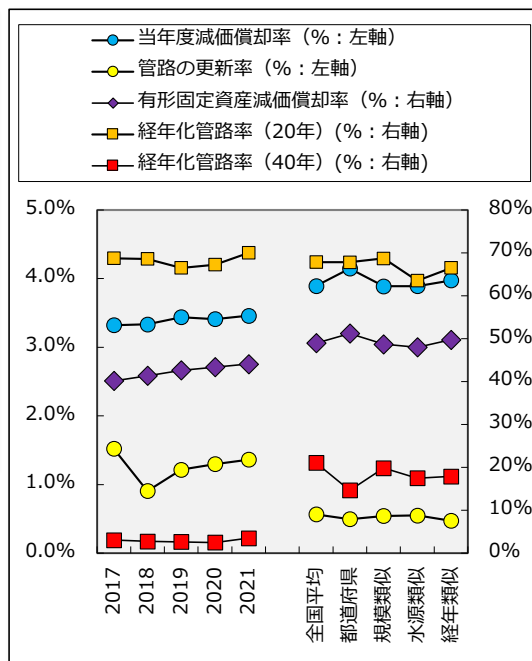 当年度減価償却率（%：左軸）
管路の更新率（%：左軸）
有形固定資産減価償却率（%：右軸）
経年化管路率（20年）(%：右軸)
経年化管路率（40年）(%：右軸)
5.0%
4.0%
3.0%
2.0%
1.0%
0.0%
80%
70%
60%
50%
40%
30%
20%
10%
0%
2017
2018
2019
2020
2021
全国平均
都道府県
規模類似
水源類似
経年類似